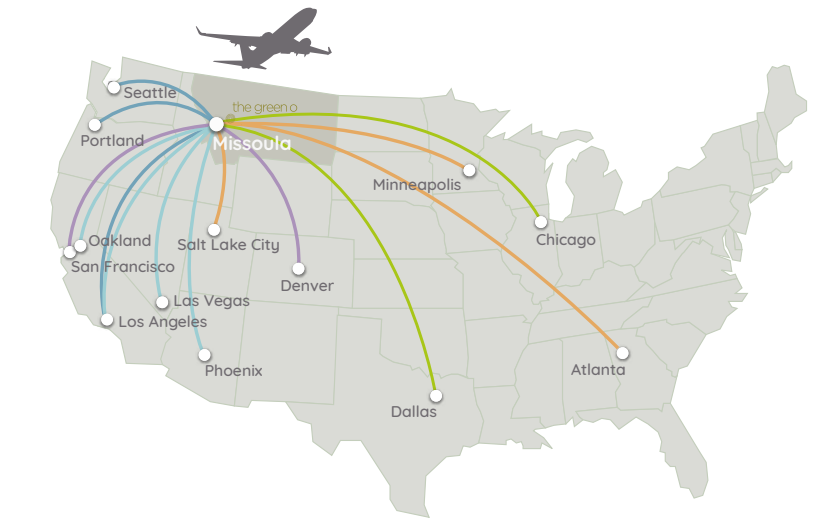 Seattle
the green o
Portland
Missoula
Minneapolis
Oakland
Salt Lake City
Chicago
San Francisco
Denver
Las Vegas
Los Angeles
Phoenix
Atlanta
Dallas